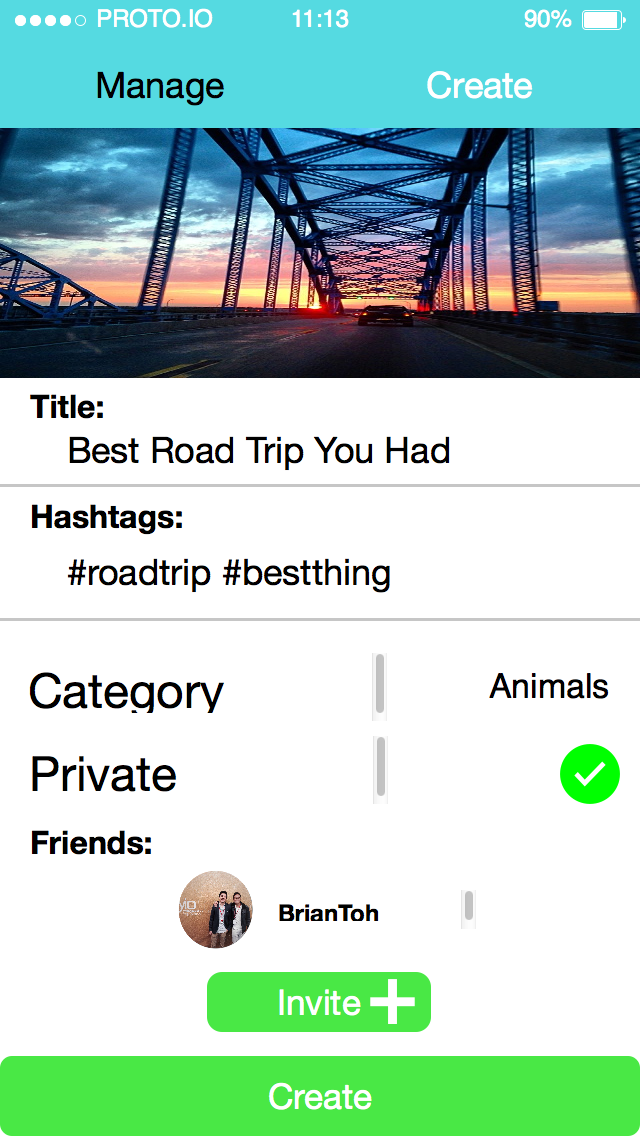 PROTO.IO 11:13 90%
Manage Create
Title:
Best Road Trip You Had
Hashtags:
#roadtrip #bestthing
Category Animals
Private
Friends:
BrianToh
Invite
Create